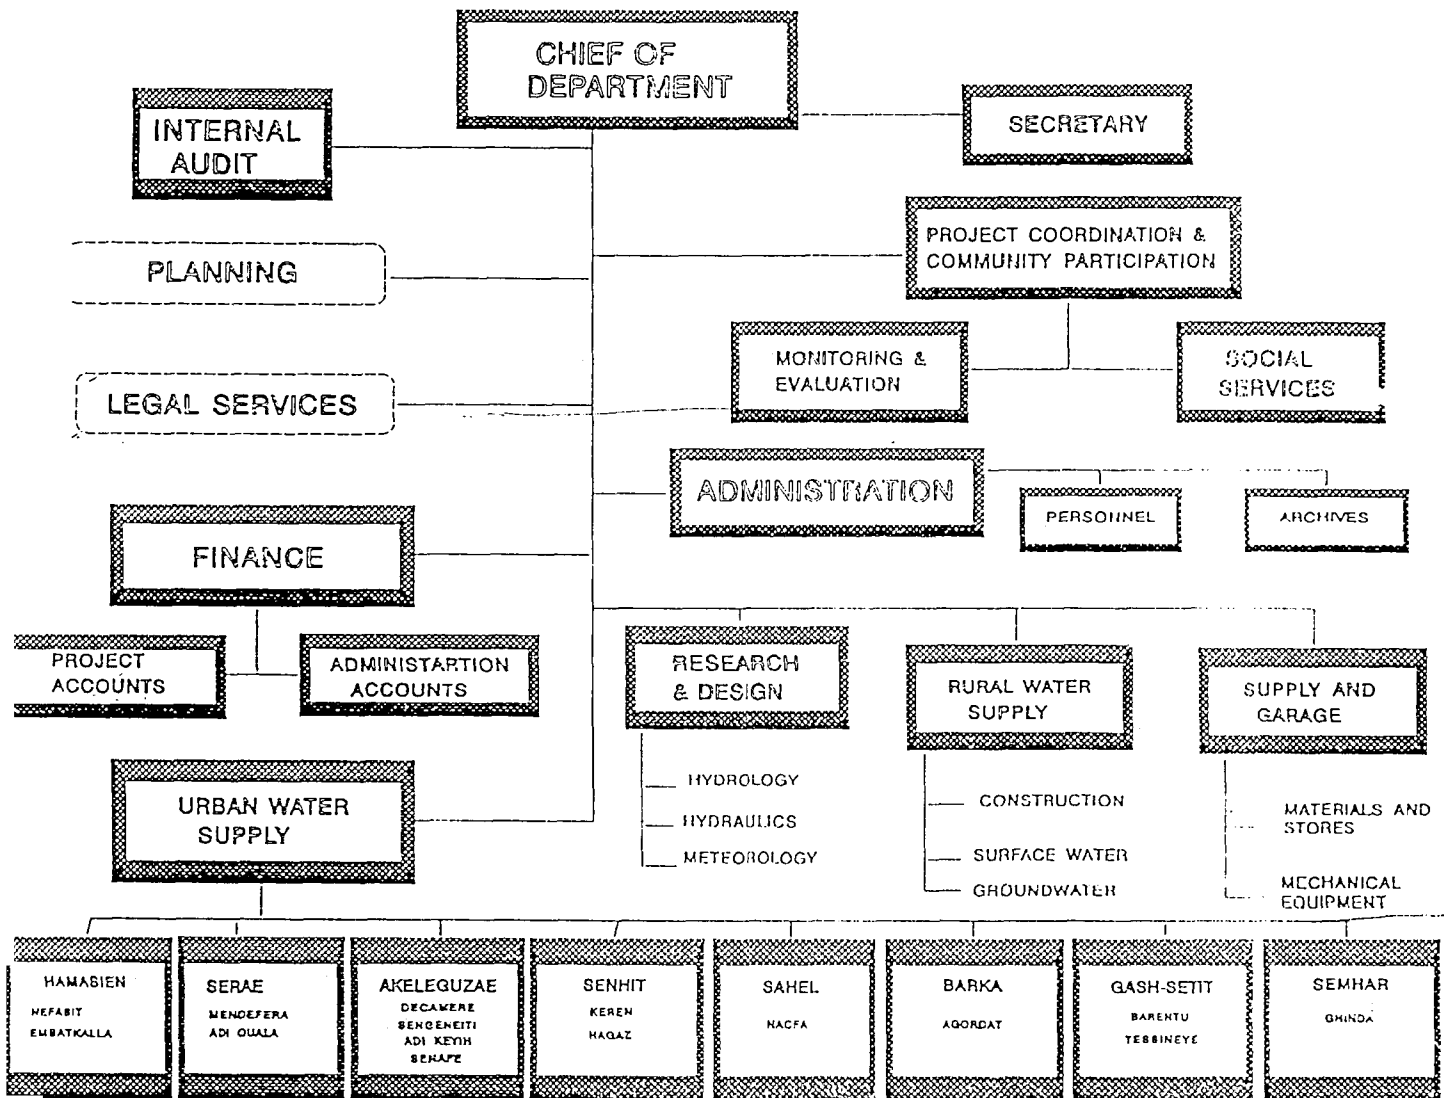 CHIEF OF
DEPARTMENT
INTERNAL
AUDIT
SECRETARY
PROJECT COORDINATION &
COMMUNITY PARTICIPATION
PLANNING
MONITORING &
EVALUATION
SOCIAL
SERVICES
LEGAL SERVICES
ADMINISTRATION
PERSONNEL
ARCHIVES
FINANCE
PROJECT
ACCOUNTS
ADMINISTARTION
ACCOUNTS
RESEARCH
& DESIGN
RURAL WATER
SUPPLY
SUPPLY AND
GARAGE
HYDROLOGY
HYDRAULICS
METEOROLOGY
CONSTRUCTION
SURFACE WATER
GROUNDWATER
MATERIALS AND
STORES
MECHANICAL
EQUIPMENT
URBAN WATER
SUPPLY
HAMASIEN
NEFASIT
EMBATKALLA
SERAE
MENDEFERA
ADI QUALA
AKELEGUZAE
DECAMERE
SENGENEITI
ADI KEYIH
SENAFE
SENHIT
KEREN
HAGAZ
SAHEL
NACFA
BARKA
AGORDAT
GASH-SETIT
BARENTU
TESSINEYE
SEMHAR
GHINDA